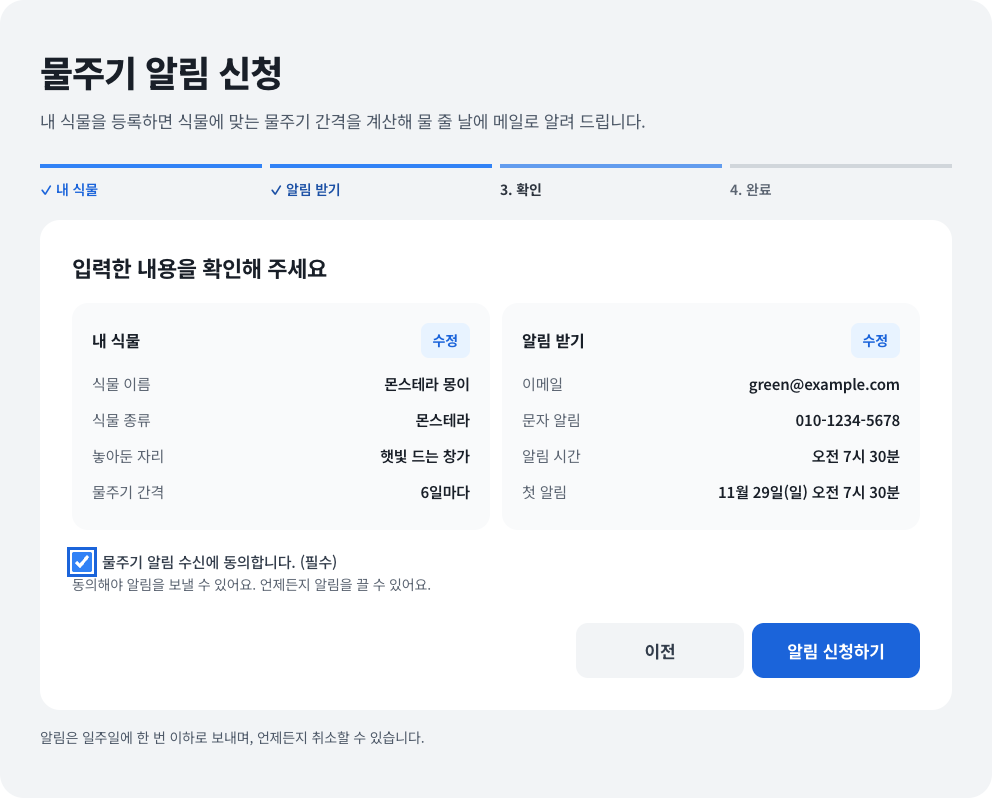 물주기 알림 신청
내 식물을 등록하면 식물에 맞는 물주기 간격을 계산해 물 줄 날에 메일로 알려 드립니다.
✓ 내 식물
✓ 알림 받기
3. 확인
4. 완료
입력한 내용을 확인해 주세요
내 식물 수정
식물 이름 몬스테라 몽이
식물 종류 몬스테라
놓아둔 자리 햇빛 드는 창가
물주기 간격 6일마다
알림 받기 수정
이메일 green@example.com
문자 알림 010-1234-5678
알림 시간 오전 7시 30분
첫 알림 11월 29일(일) 오전 7시 30분
물주기 알림 수신에 동의합니다. (필수)
동의해야 알림을 보낼 수 있어요. 언제든지 알림을 끌 수 있어요.
이전
알림 신청하기
알림은 일주일에 한 번 이하로 보내며, 언제든지 취소할 수 있습니다.